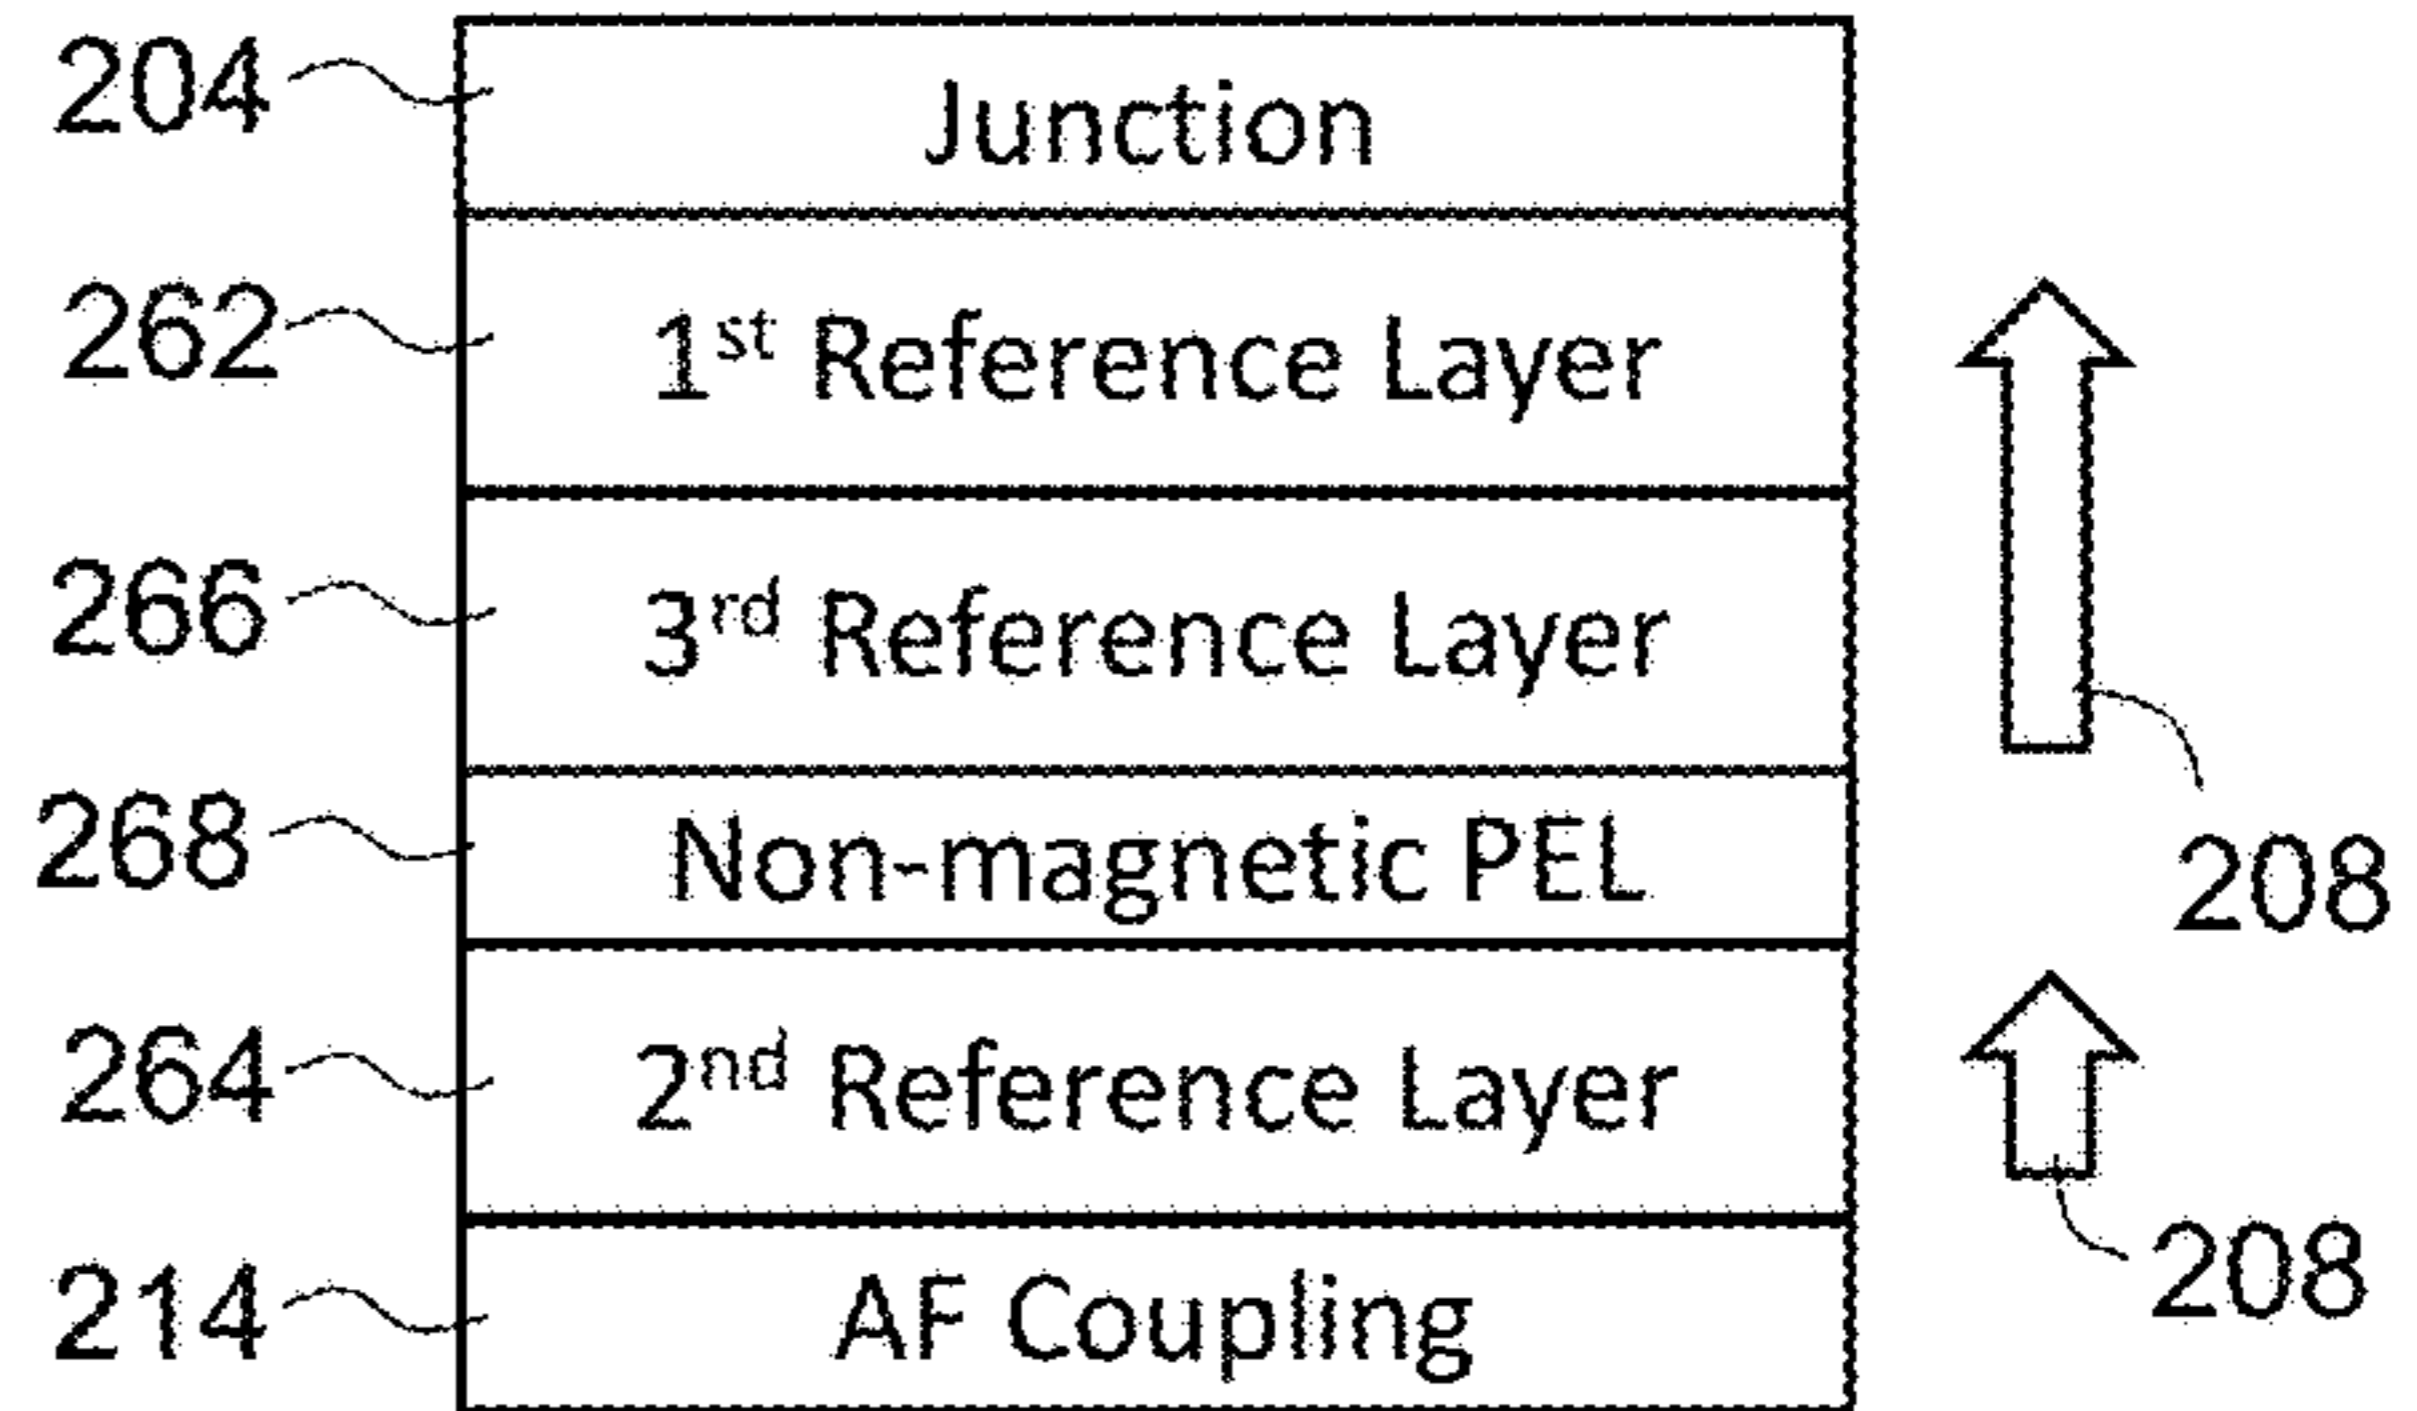 204 Junction
262 1st Reference Layer
266 3rd Reference Layer
268 Non-magnetic PEL 208
264 2nd Reference Layer
208
214 AF Coupling